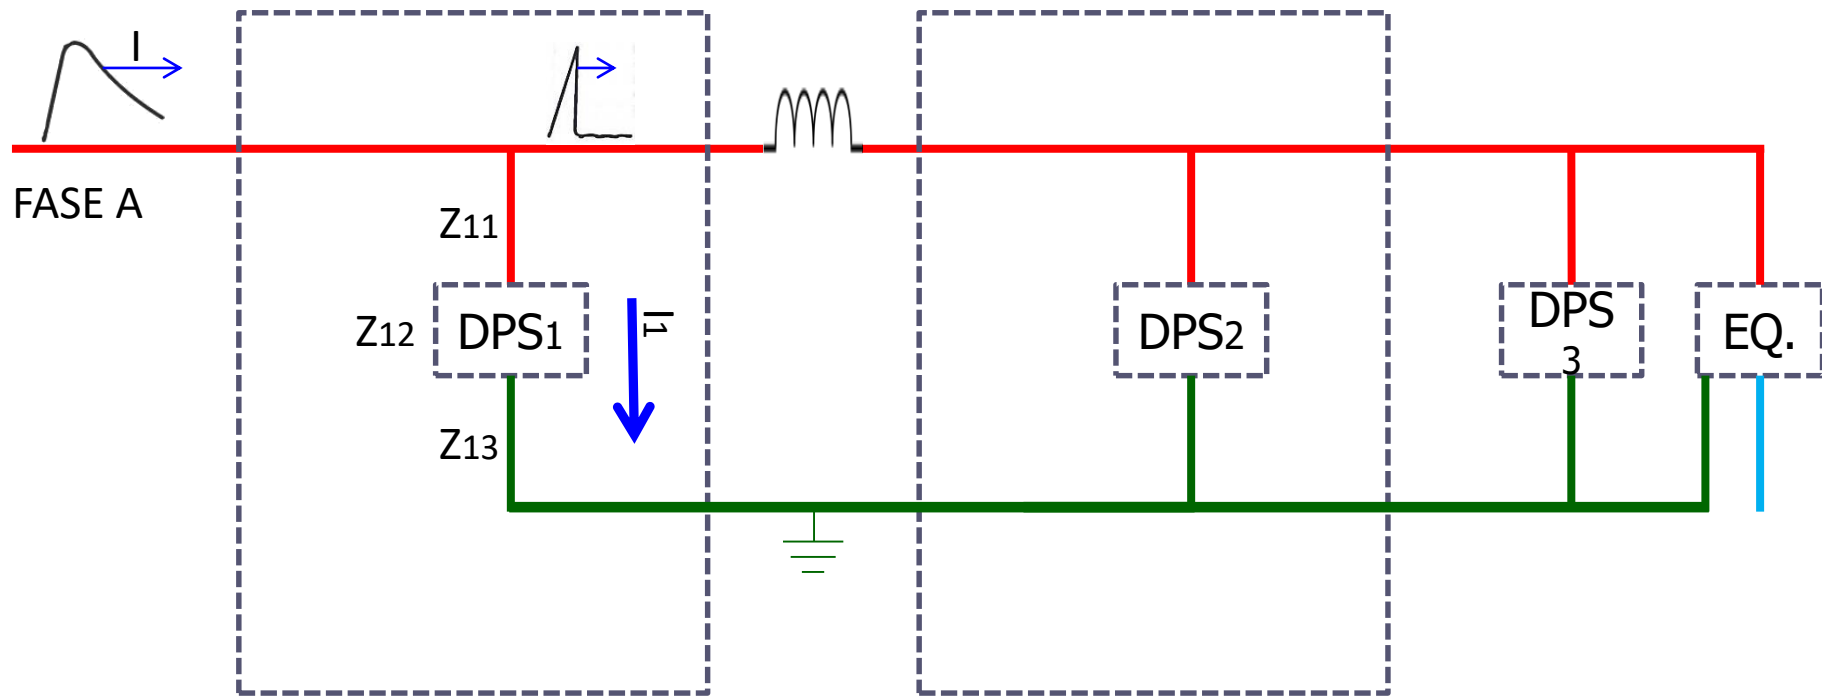 I
FASE A
Z11
Z12
DPS1
I1
Z13
DPS2
DPS
3
EQ.